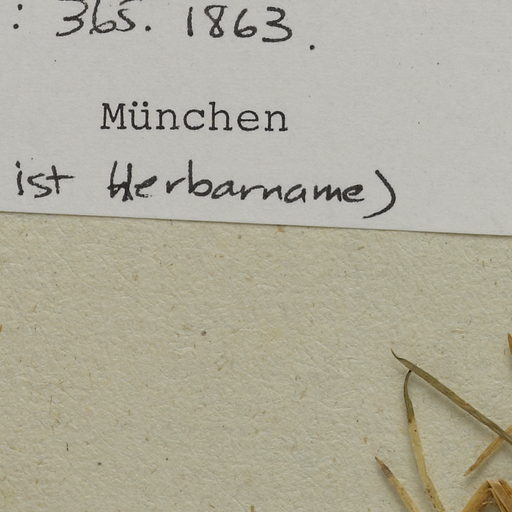 : 365. 1863.
München
ist Herbarname)